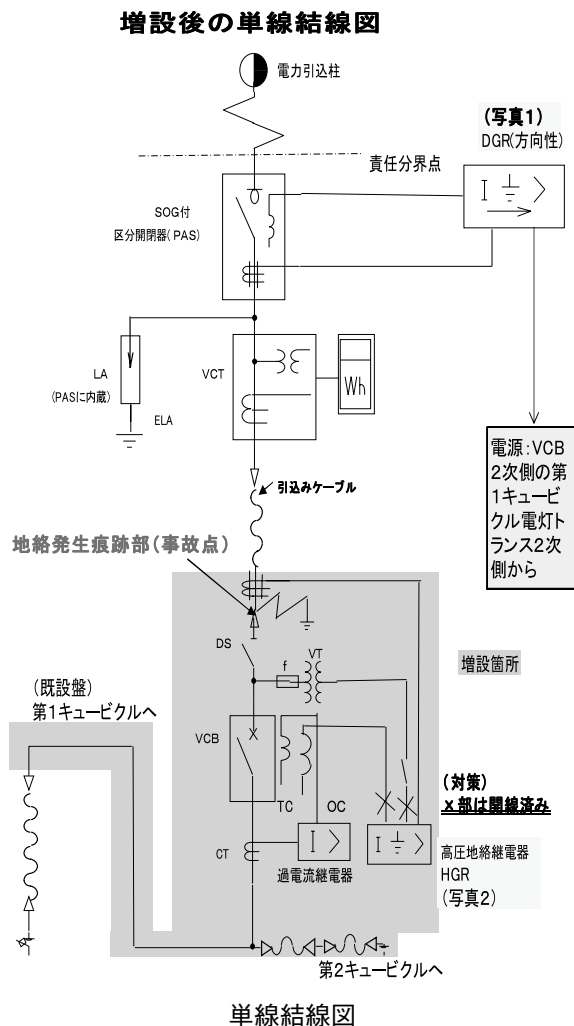 増設後の単線結線図
電力引込柱
(写真1)
DGR(方向性)
責任分界点
I
SOG付
区分開閉器(PAS)
LA
(PASに内蔵)
ELA
VCT
Wh
電源:VCB
2次側の第
1キュービ
クル電灯ト
ランス2次
側から
引込みケーブル
地絡発生痕跡部(事故点)
DS
f
VT
増設箇所
(既設盤)
第1キュービクルへ
VCB
TC
OC
(対策)
x部は開線済み
CT
I
過電流継電器
I
高圧地絡継電器
HGR
(写真2)
第2キュービクルへ
単線結線図